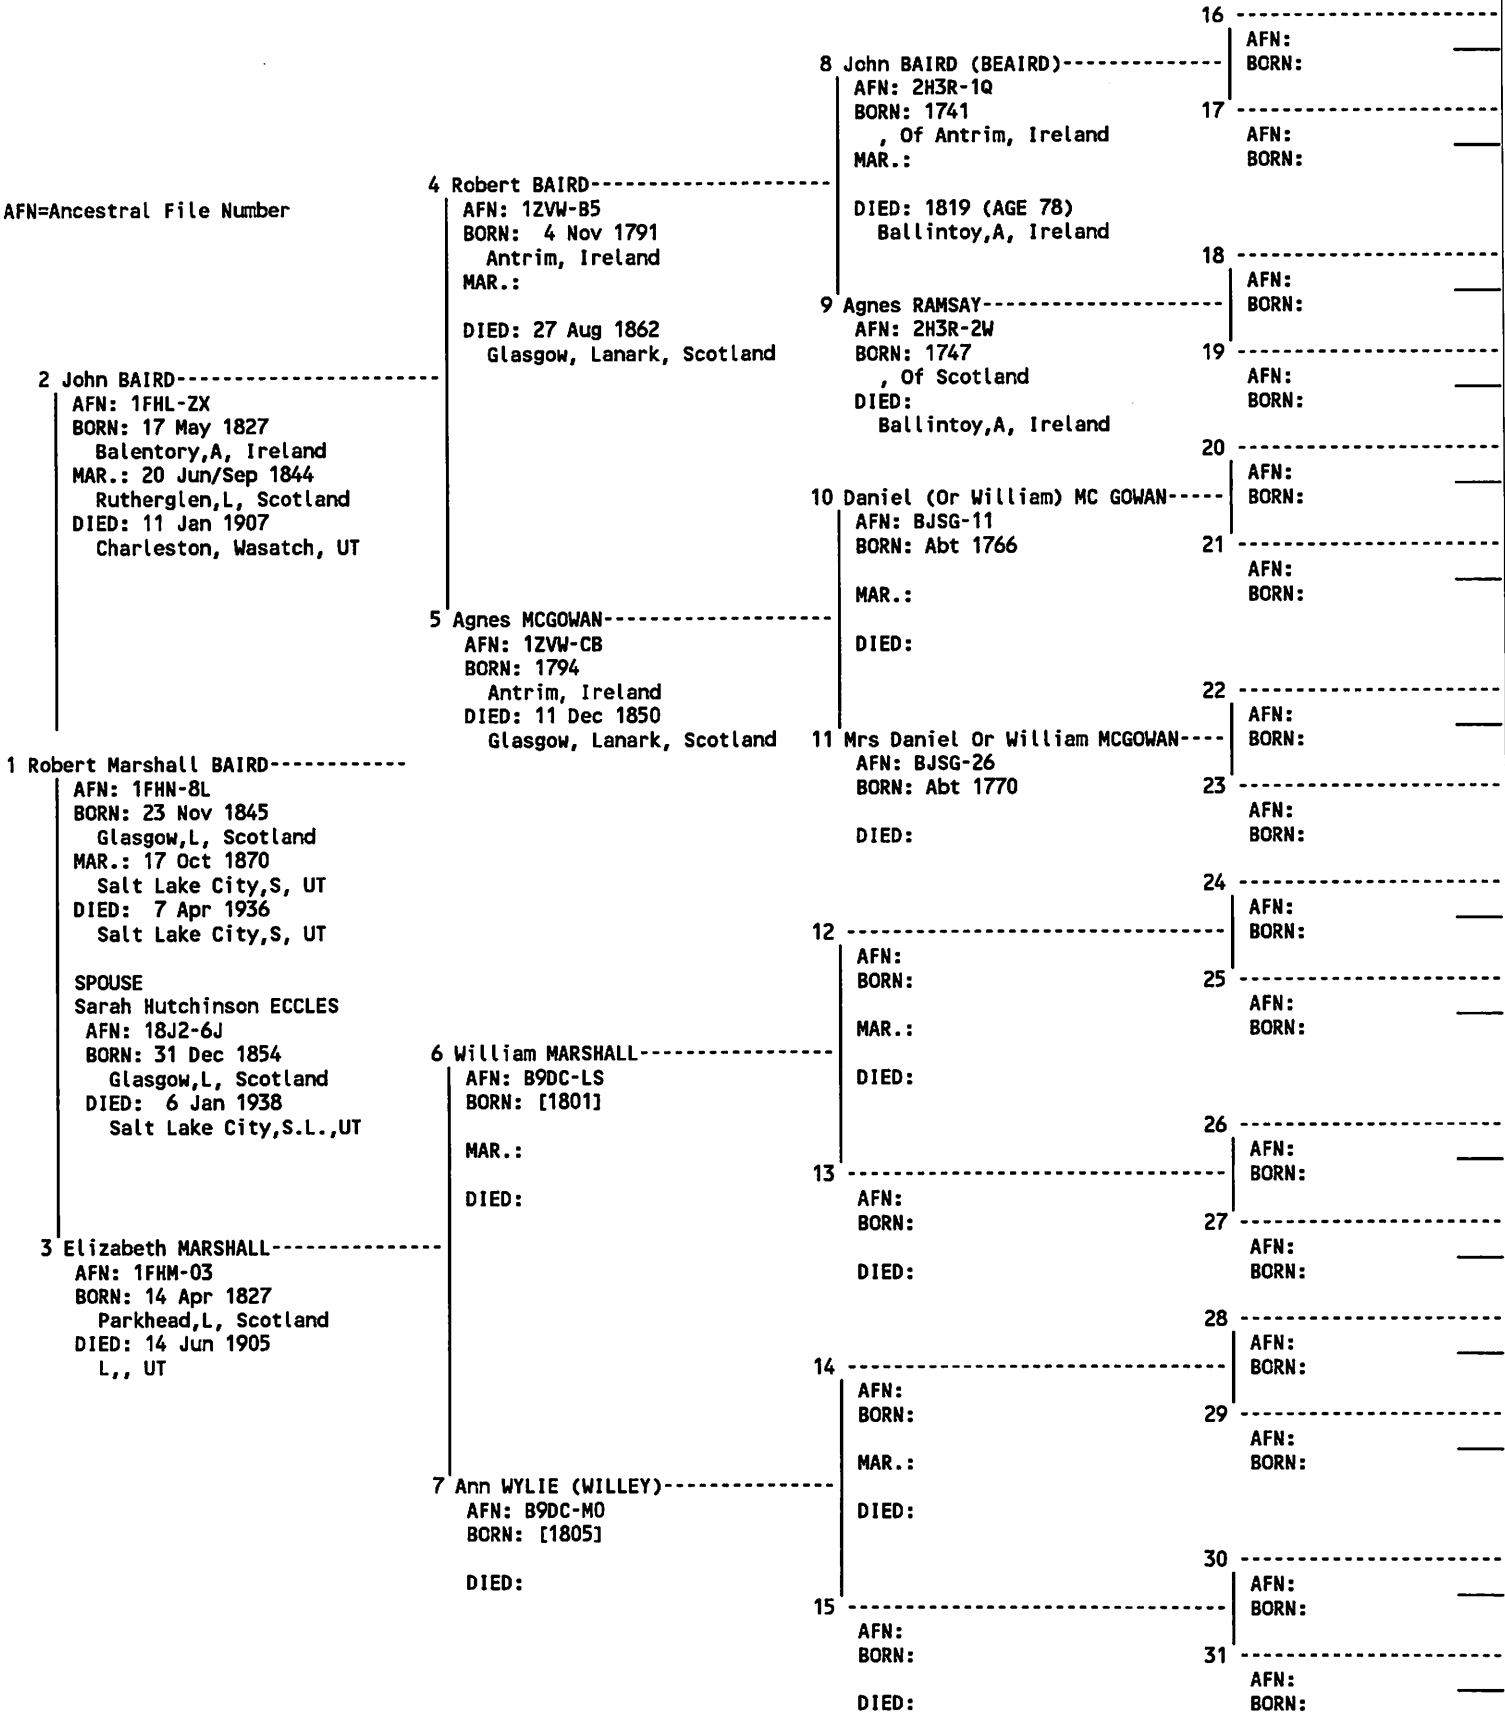 AFN=Ancestral File Number
1 Robert Marshall BAIRD------------
AFN: 1FHN-8L
BORN: 23 Nov 1845
Glasgow,L, Scotland
MAR.: 17 Oct 1870
Salt Lake City,S, UT
DIED: 7 Apr 1936
Salt Lake City,S, UT
SPOUSE
Sarah Hutchinson ECCLES
AFN: 18J2-6J
BORN: 31 Dec 1854
Glasgow,L, Scotland
DIED: 6 Jan 1938
Salt Lake City,S.L.,UT
2 John BAIRD-----------------------
AFN: 1FHL-ZX
BORN: 17 May 1827
Balentory,A, Ireland
MAR.: 20 Jun/Sep 1844
Rutherglen,L, Scotland
DIED: 11 Jan 1907
Charleston, Wasatch, UT
3 Elizabeth MARSHALL---------------
AFN: 1FHM-03
BORN: 14 Apr 1827
Parkhead,L, Scotland
DIED: 14 Jun 1905
L,, UT
4 Robert BAIRD---------------------
AFN: 1ZVW-B5
BORN: 4 Nov 1791
Antrim, Ireland
MAR.:
DIED: 27 Aug 1862
Glasgow, Lanark, Scotland
5 Agnes MCGOWAN--------------------
AFN: 1ZVW-CB
BORN: 1794
Antrim, Ireland
DIED: 11 Dec 1850
Glasgow, Lanark, Scotland
6 William MARSHALL-----------------
AFN: B9DC-LS
BORN: [1801]
MAR.:
DIED:
7 Ann WYLIE (WILLEY)---------------
AFN: B9DC-M0
BORN: [1805]
DIED:
8 John BAIRD (BEAIRD)--------------
AFN: 2H3R-1Q
BORN: 1741
, Of Antrim, Ireland
MAR.:
DIED: 1819 (AGE 78)
Ballintoy,A, Ireland
9 Agnes RAMSAY---------------------
AFN: 2H3R-2W
BORN: 1747
, Of Scotland
DIED:
Ballintoy,A, Ireland
10 Daniel (Or William) MC GOWAN-----
AFN: BJSG-11
BORN: Abt 1766
MAR.:
DIED:
11 Mrs Daniel Or William MCGOWAN----
AFN: BJSG-26
BORN: Abt 1770
DIED:
12 ---------------------------------
AFN:
BORN:
MAR.:
DIED:
13 ---------------------------------
AFN:
BORN:
DIED:
14 ---------------------------------
AFN:
BORN:
MAR.:
DIED:
15 ---------------------------------
AFN:
BORN:
DIED:
16 -----------------------
AFN:
BORN:
17 -----------------------
AFN:
BORN:
18 -----------------------
AFN:
BORN:
19 -----------------------
AFN:
BORN:
20 -----------------------
AFN:
BORN:
21 -----------------------
AFN:
BORN:
22 -----------------------
AFN:
BORN:
23 -----------------------
AFN:
BORN:
24 -----------------------
AFN:
BORN:
25 -----------------------
AFN:
BORN:
26 -----------------------
AFN:
BORN:
27 -----------------------
AFN:
BORN:
28 -----------------------
AFN:
BORN:
29 -----------------------
AFN:
BORN:
30 -----------------------
AFN:
BORN:
31 -----------------------
AFN:
BORN: